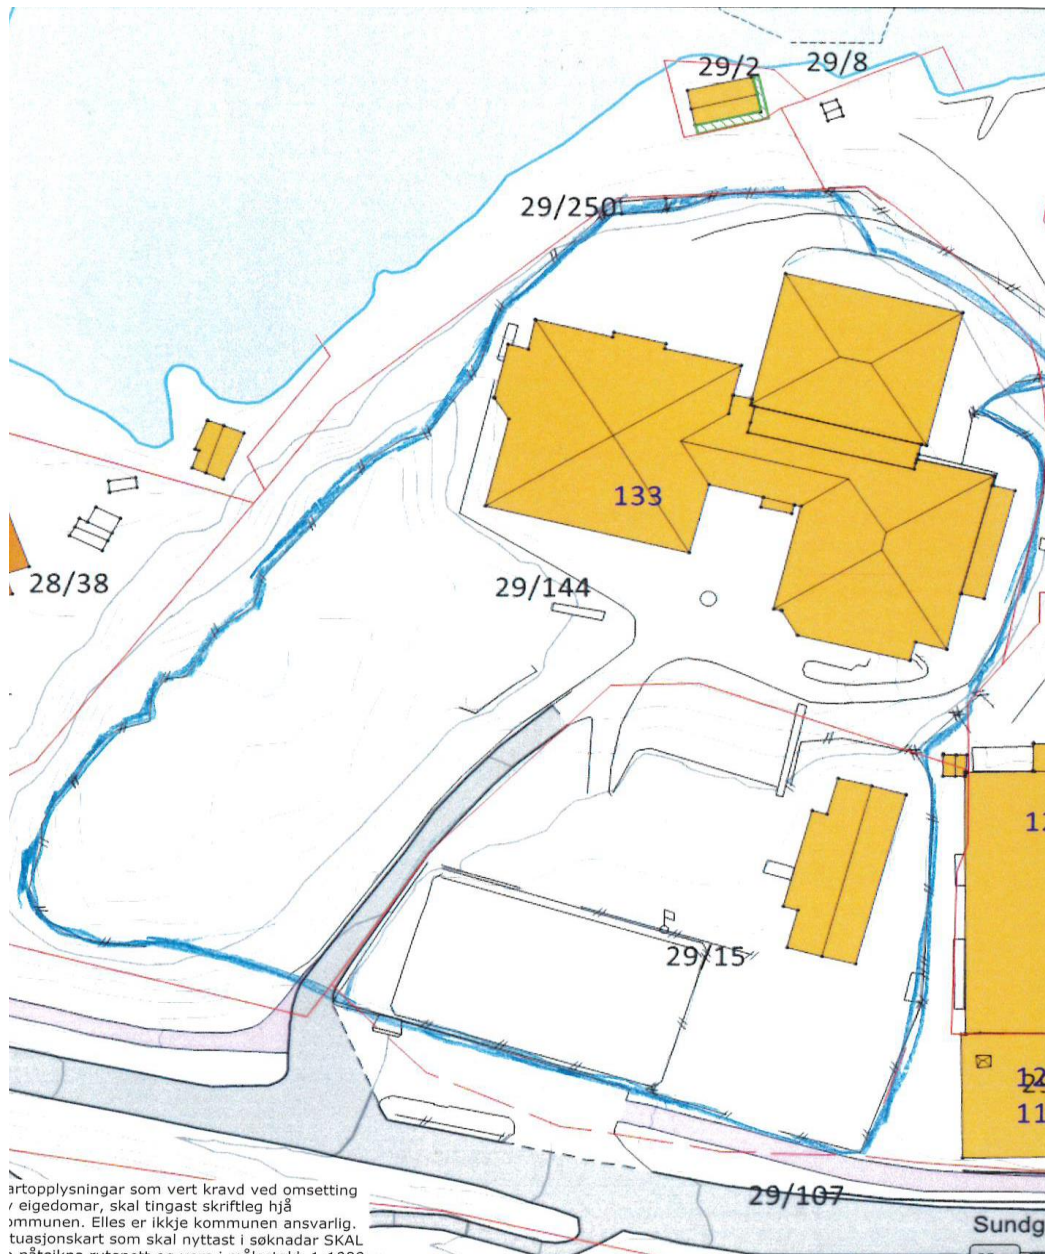 29/2
29/8
29/250
133
28/38
29/144
29/15
11
29/107
Sundg
artopplysningar som vert kravd ved omsetting
eigedomar, skal tingast skriftleg hjå
ommunen. Elles er ikkje kommunen ansvarlig.
tuasjonskart som skal nyttast i søknadar SKAL